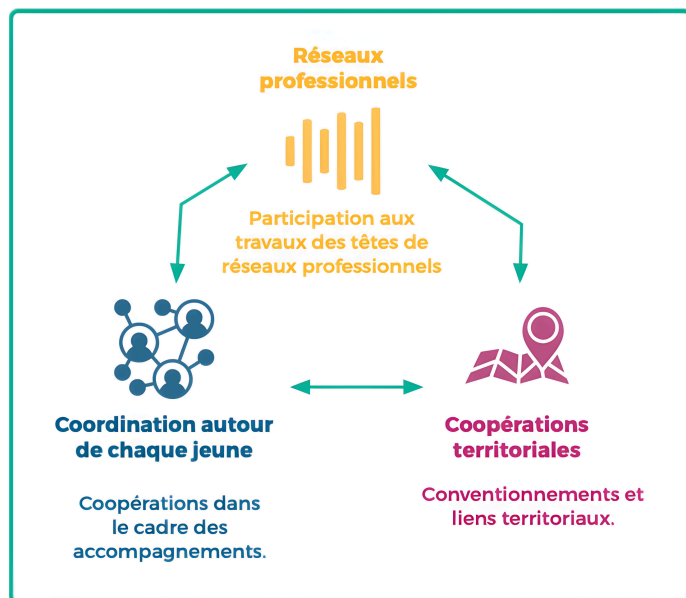 Réseaux
professionnels
Participation aux
travaux des têtes de
réseaux professionnels
Coordination autour
de chaque jeune
Coopérations dans
le cadre des
accompagnements.
Coopérations
territoriales
Conventionnements et
liens territoriaux.